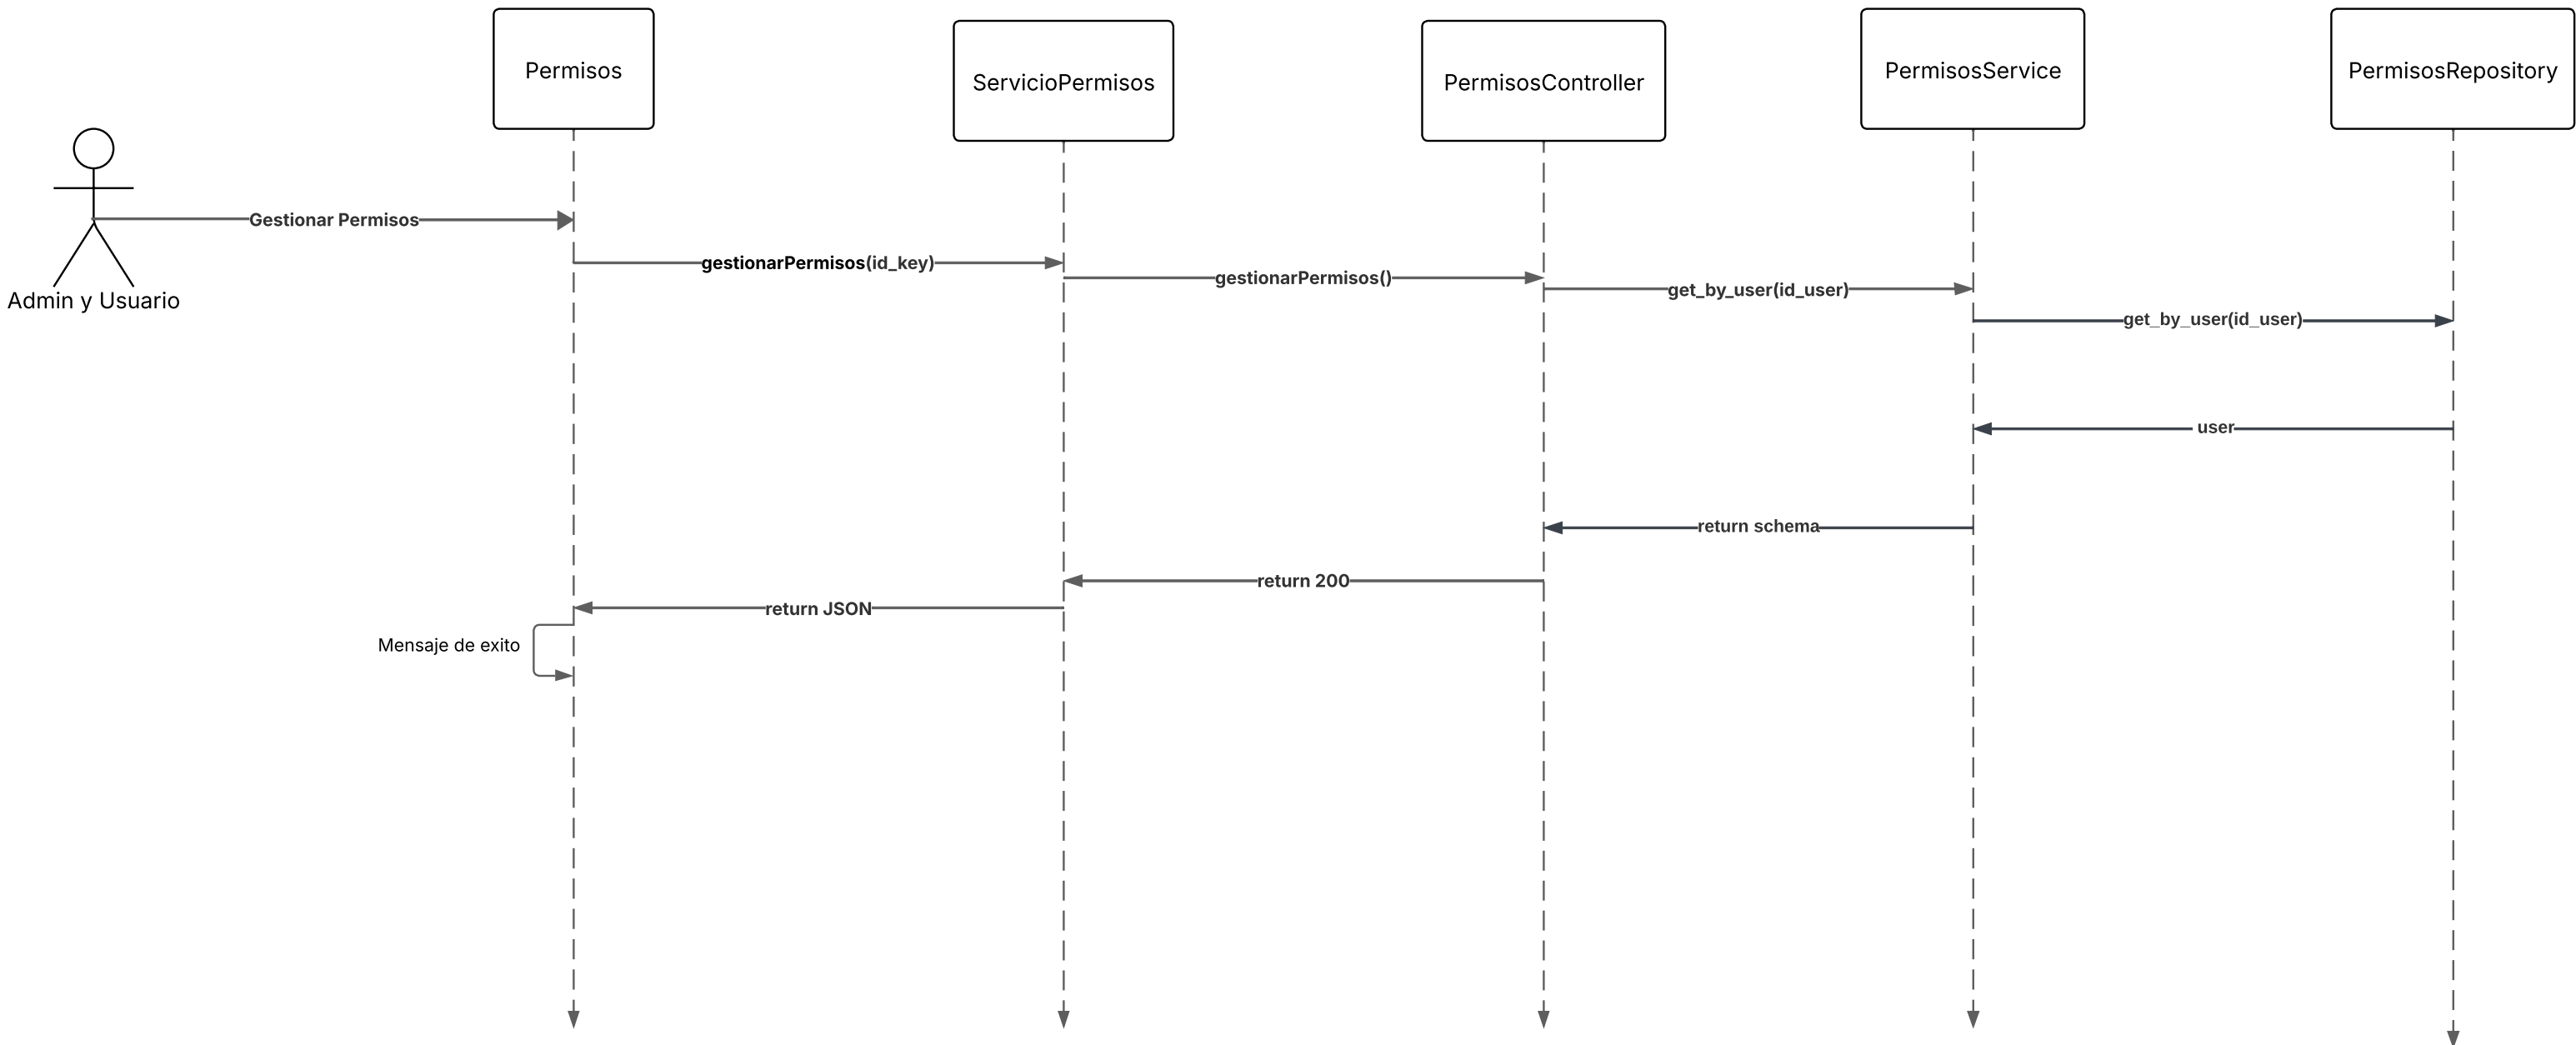 Permisos
ServicioPermisos
PermisosController
PermisosService
PermisosRepository
Admin y Usuario
Gestionar Permisos
gestionarPermisos(id_key)
gestionarPermisos()
get_by_user(id_user)
get_by_user(id_user)
user
return schema
return 200
return JSON
Mensaje de exito